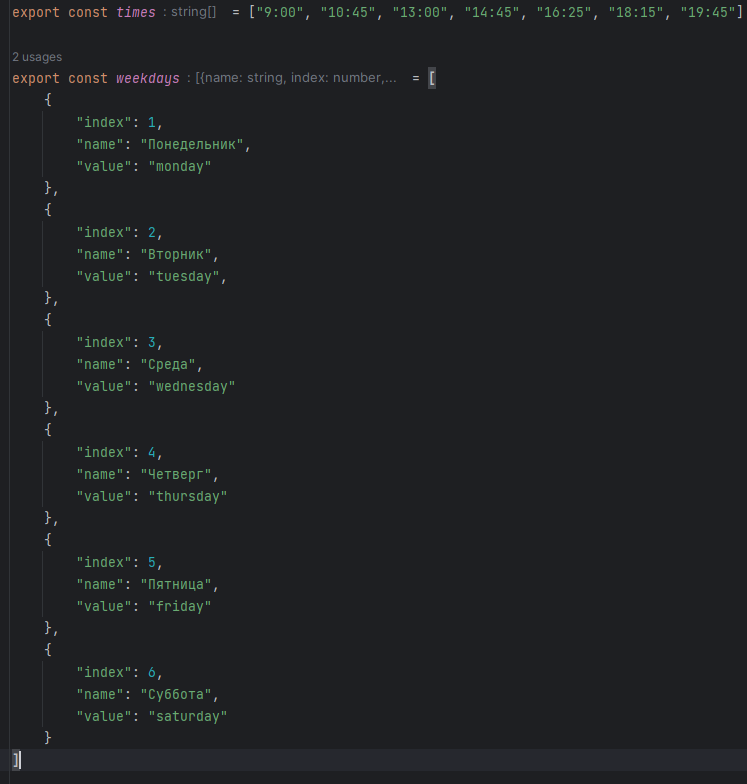 export const times : string[] = ["9:00", "10:45", "13:00", "14:45", "16:25", "18:15", "19:45"]
2 usages
export const weekdays : [{name: string, index: number,... = [
{
"index": 1,
"name": "Понедельник",
"value": "monday"
},
{
"index": 2,
"name": "Вторник",
"value": "tuesday",
},
{
"index": 3,
"name": "Среда",
"value": "wednesday"
},
{
"index": 4,
"name": "Четверг",
"value": "thursday"
},
{
"index": 5,
"name": "Пятница",
"value": "friday"
},
{
"index": 6,
"name": "Суббота",
"value": "saturday"
}
]